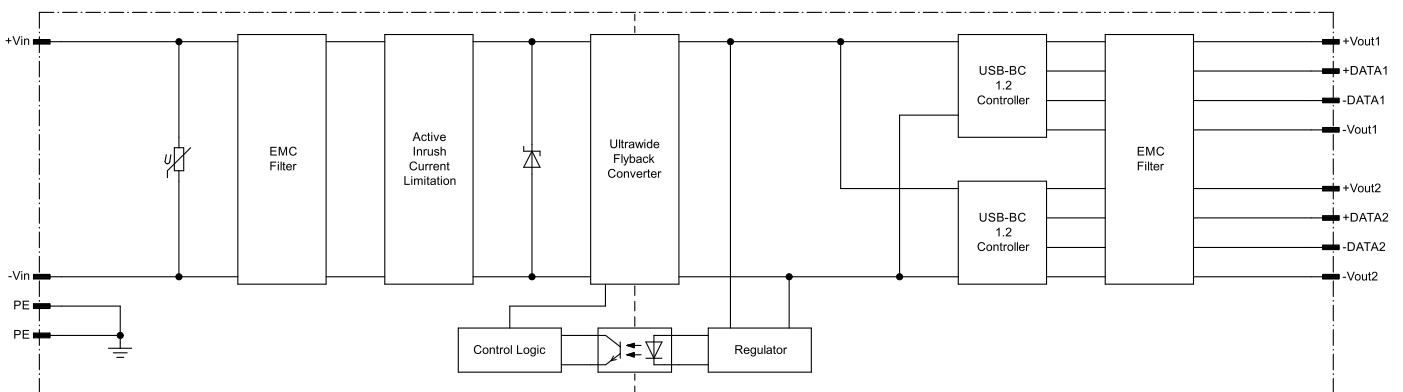 +Vin
-Vin
PE
PE
U
EMC
Filter
Active
Inrush
Current
Limitation
Ultrawide
Flyback
Converter
Control Logic
Regulator
USB-BC
1.2
Controller
USB-BC
1.2
Controller
EMC
Filter
+Vout1
+DATA1
-DATA1
-Vout1
+Vout2
+DATA2
-DATA2
-Vout2